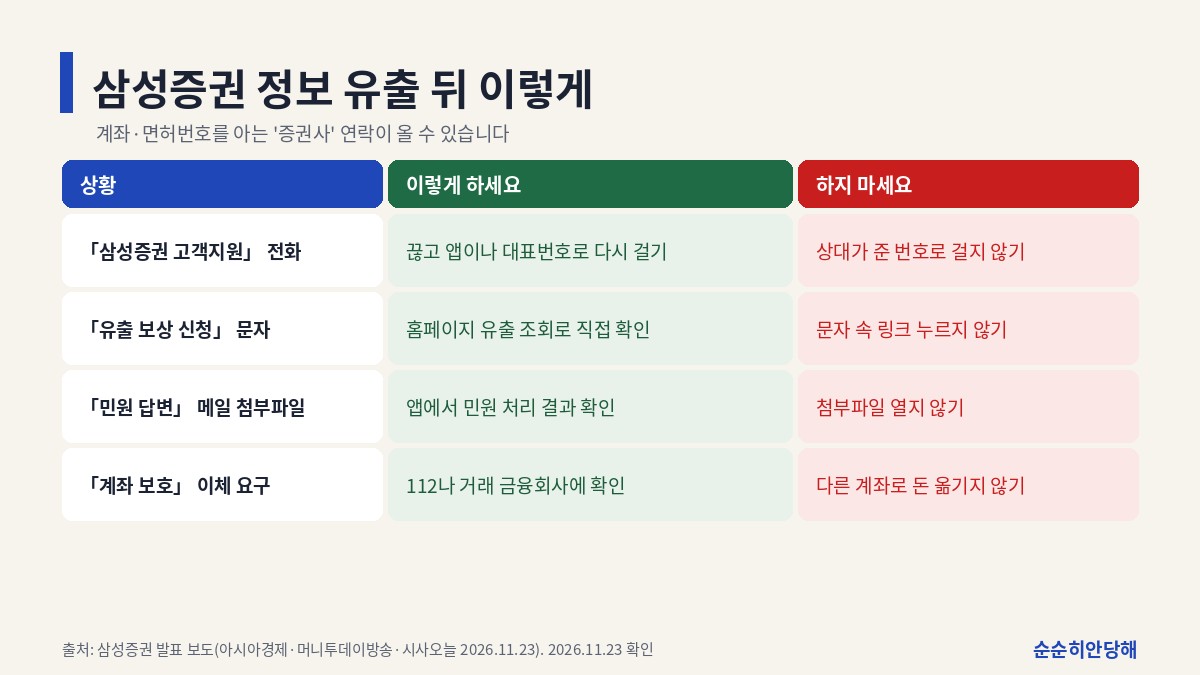 삼성증권 정보 유출 뒤 이렇게
계좌·면허번호를 아는 '증권사' 연락이 올 수 있습니다
상황 이렇게 하세요 하지 마세요
「삼성증권 고객지원」 전화 끊고 앱이나 대표번호로 다시 걸기 상대가 준 번호로 걸지 않기
「유출 보상 신청」 문자 홈페이지 유출 조회로 직접 확인 문자 속 링크 누르지 않기
「민원 답변」 메일 첨부파일 앱에서 민원 처리 결과 확인 첨부파일 열지 않기
「계좌 보호」 이체 요구 112나 거래 금융회사에 확인 다른 계좌로 돈 옮기지 않기
출처: 삼성증권 발표 보도(아시아경제·머니투데이방송·시사오늘 2026.11.23). 2026.11.23 확인
순순히안당해